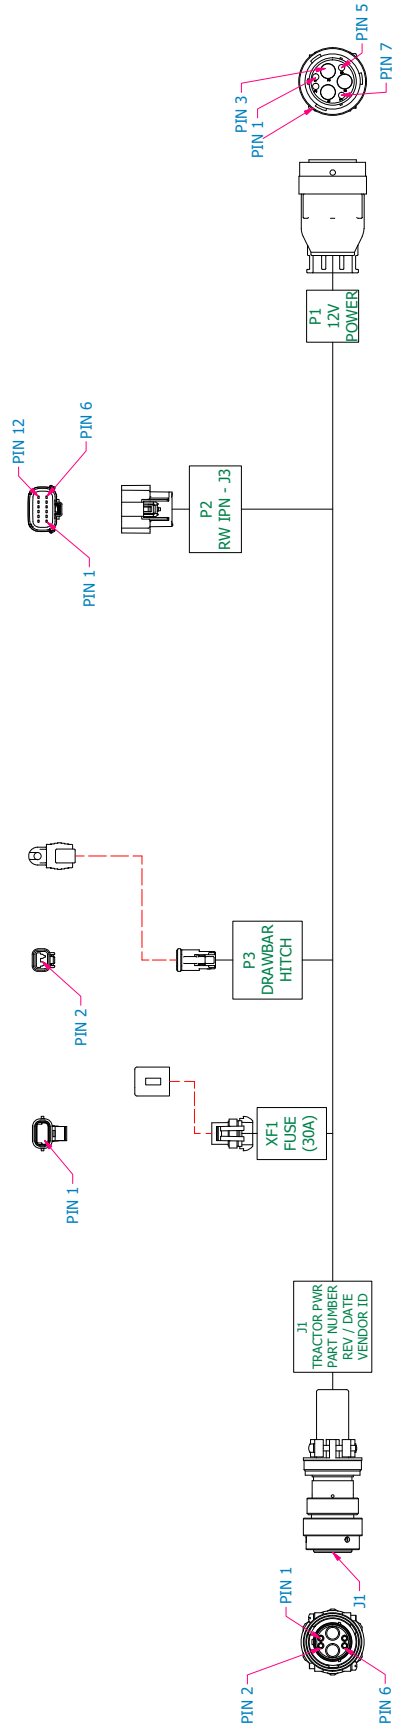 PIN 5
PIN 7
PIN 3
PIN 1
P1
12V
POWER
PIN 12
PIN 6
PIN 1
P2
RW IPN - J3
P3
DRAWBAR
HITCH
PIN 2
XF1
FUSE
(30A)
PIN 1
J1
TRACTOR PWR
PART NUMBER
REV / DATE
VENDOR ID
J1
PIN 1
PIN 2
PIN 6